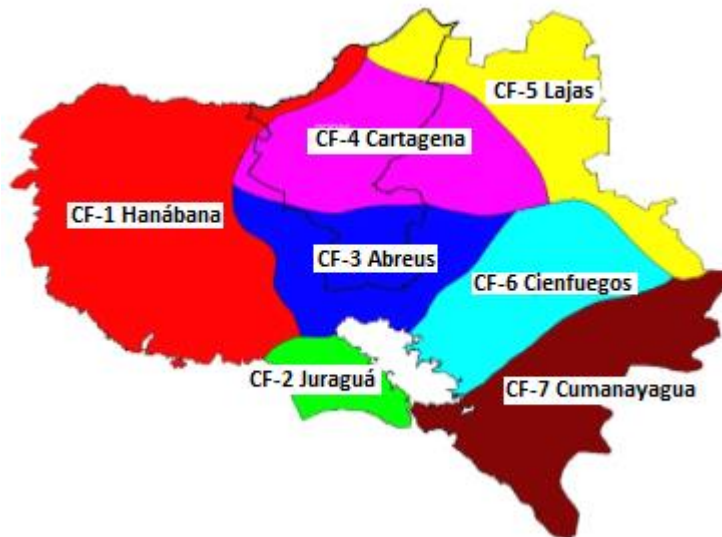 CF-5 Lajas
CF-4 Cartagena
CF-1 Hanábana
CF-3 Abreus
CF-6 Cienfuegos
CF-2 Juraguá
CF-7 Cumanayagua